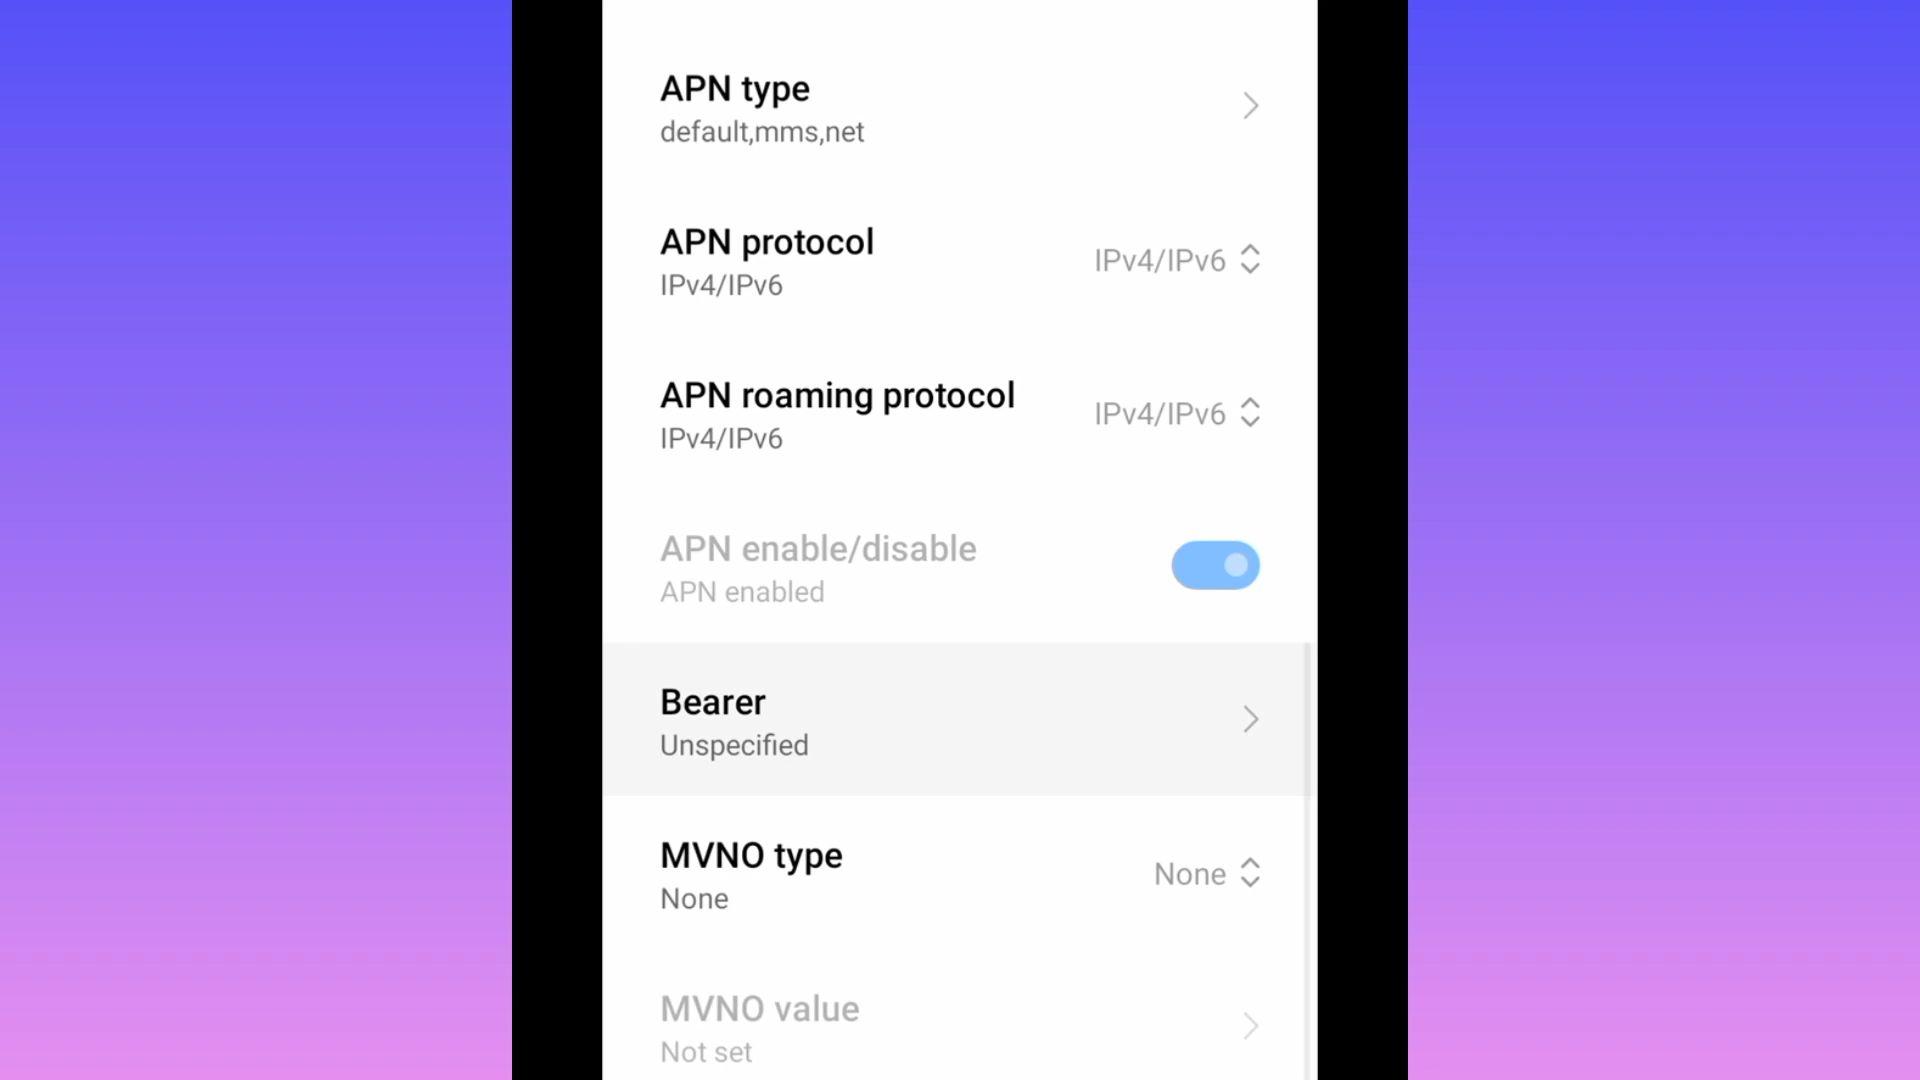 APN type
default,mms,net
APN protocol
IPv4/IPv6
IPv4/IPv6
APN roaming protocol
IPv4/IPv6
IPv4/IPv6
APN enable/disable
APN enabled
Bearer
Unspecified
MVNO type
None
None
MVNO value
Not set